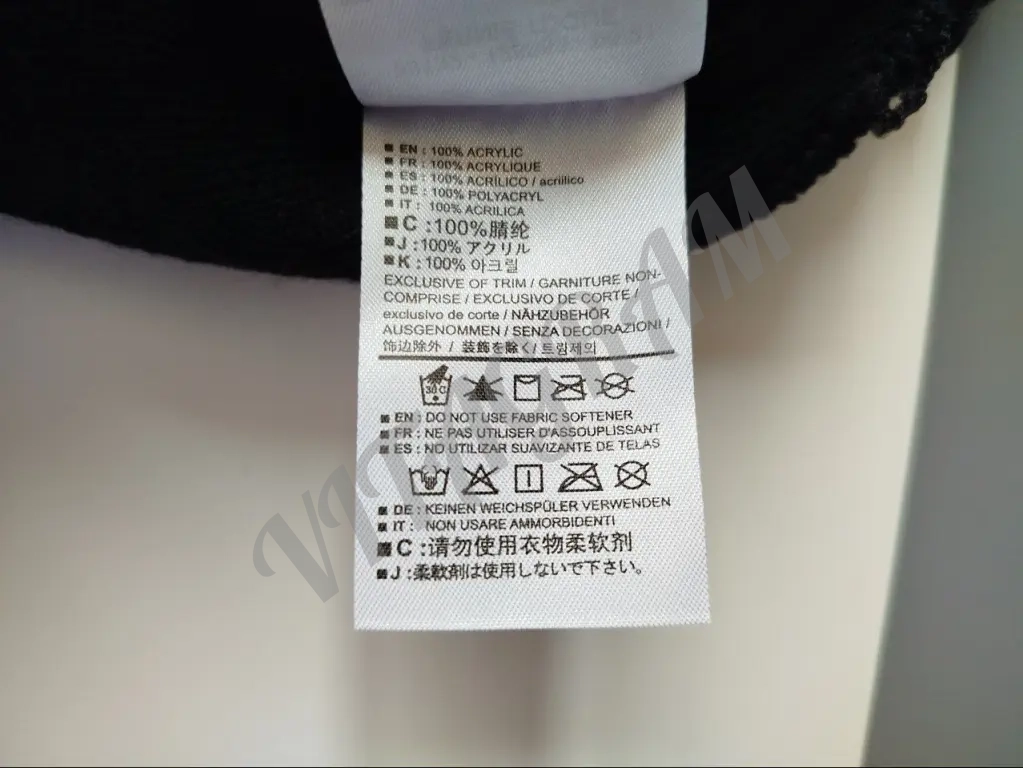 ■ EN : 100% ACRYLIC
■ FR : 100% ACRYLIQUE
■ ES : 100% ACRÍLICO / acriilico
■ DE : 100% POLYACRYL
■ IT : 100% ACRILICA
■ C :100%腈纶
■ J :100% アクリル
■ K : 100% 아크릴
EXCLUSIVE OF TRIM / GARNITURE NON-
COMPRISE / EXCLUSIVO DE CORTE /
exclusivo de corte / NÄHZUBEHÖR
AUSGENOMMEN / SENZA DECORAZIONI /
饰边除外 / 装飾を除く/ 트림제의
30 C
■ EN : DO NOT USE FABRIC SOFTENER
■ FR : NE PAS UTILISER D'ASSOUPLISSANT
■ ES : NO UTILIZAR SUAVIZANTE DE TELAS
■ DE : KEINEN WEICHSPÜLER VERWENDEN
■ IT : NON USARE AMMORBIDENTI
■ C :请勿使用衣物柔软剂
■ J :柔軟剤は使用しないで下さい。
VITAGRAM